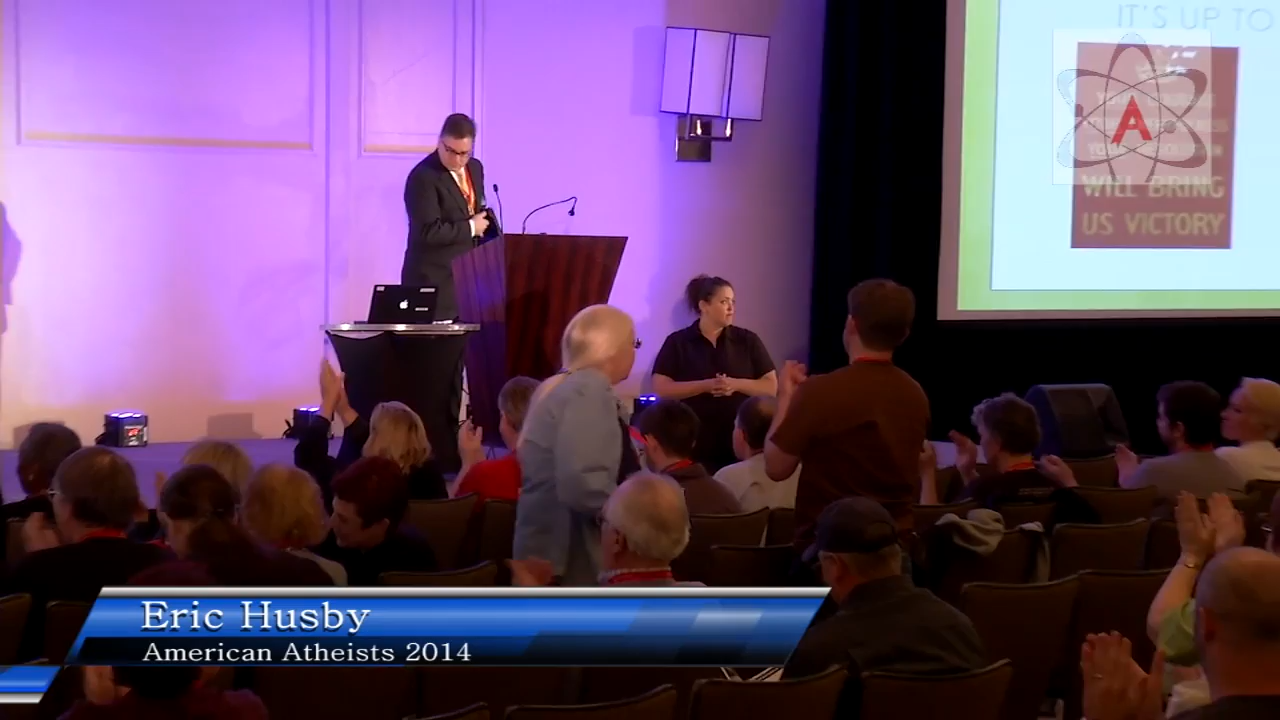 IT'S UP TO
A
WILL BRING
US VICTORY
Eric Husby
American Atheists 2014